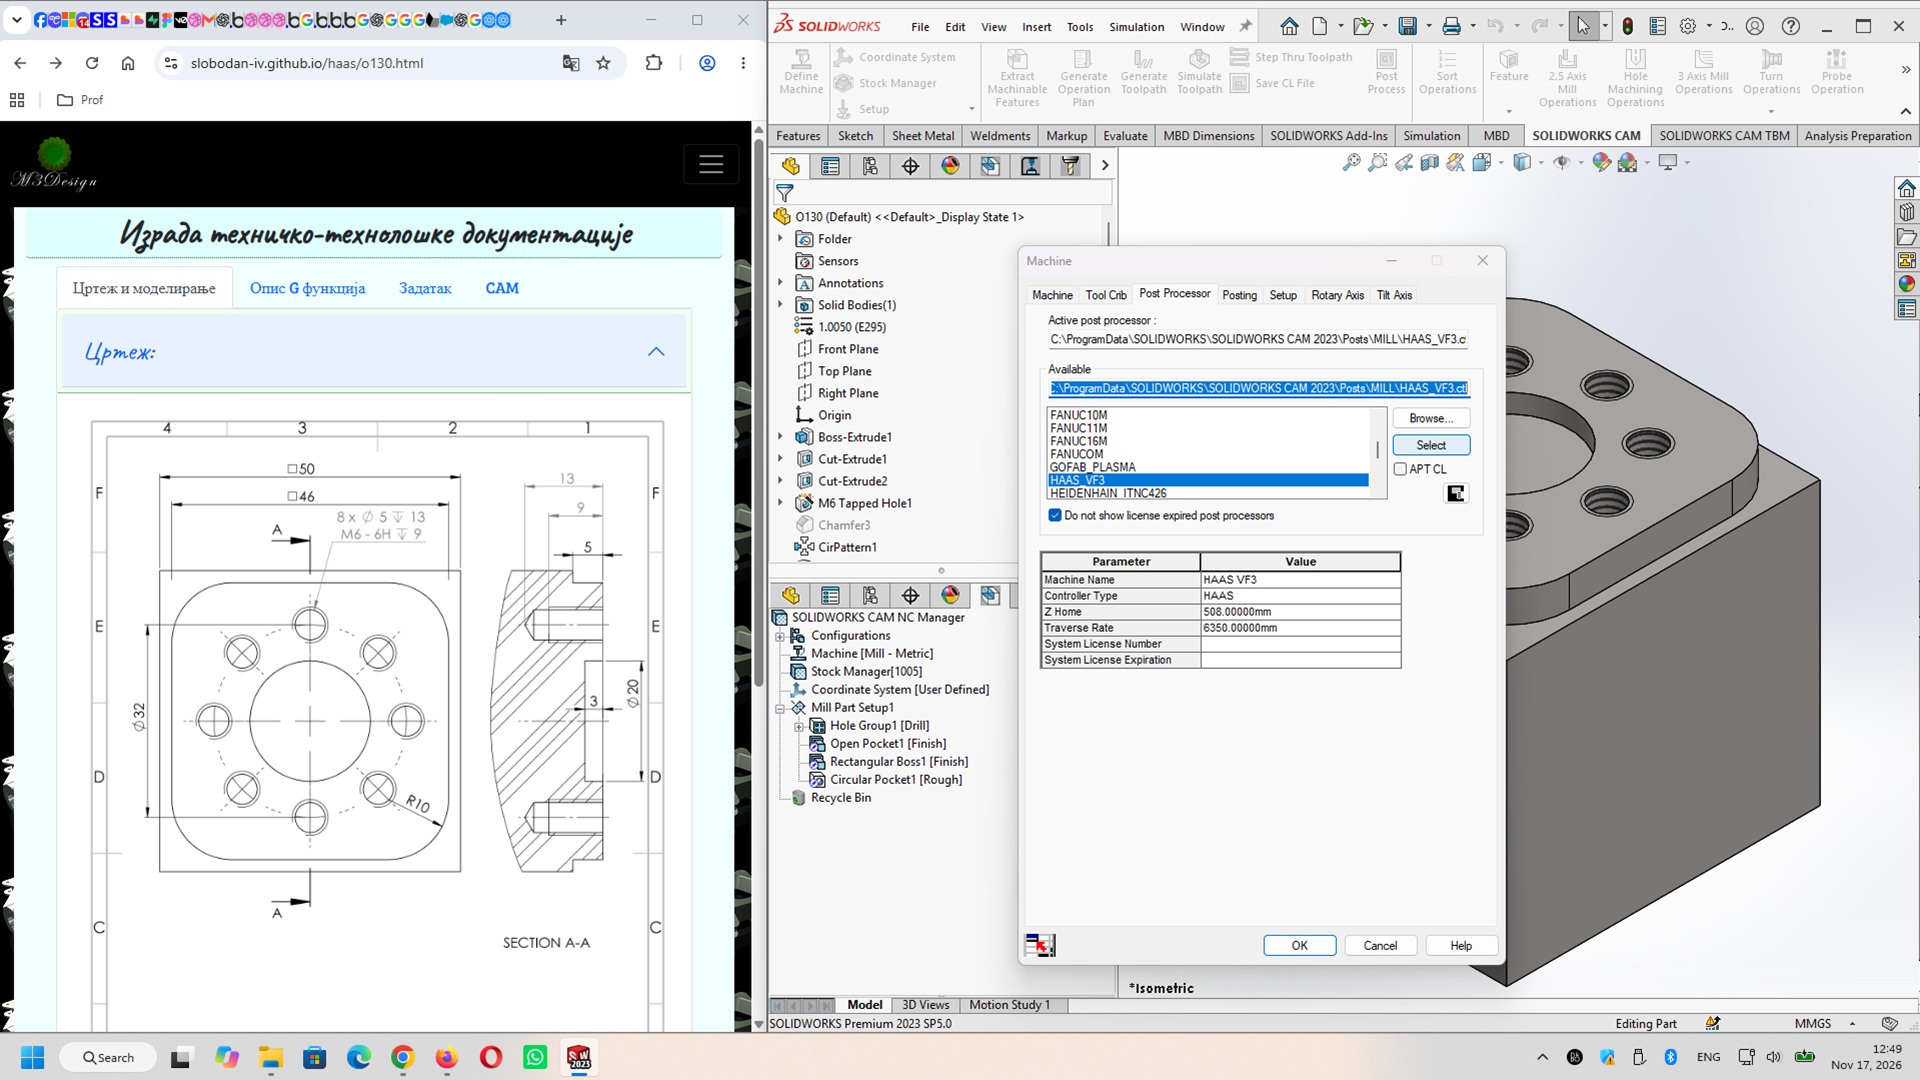 slobodan-iv.github.io/haas/o130.html
Prof
M3Design
Израда техничко-технолошке документације
Цртеж и моделирање
Опис G функција
Задатак
CAM
Цртеж:
4 3 2 1
□50
□46
13
9
5
8 x ∅ 5 ↧ 13
M6 - 6H ↧ 9
A
F F
E E
∅32
3
∅20
D D
R10
A
C C
SECTION A-A
SOLIDWORKS
File Edit View Insert Tools Simulation Window
Define Machine
Coordinate System
Stock Manager
Setup
Extract Machinable Features
Generate Operation Plan
Generate Toolpath
Simulate Toolpath
Step Thru Toolpath
Save CL File
Post Process
Sort Operations
Feature
2.5 Axis Mill Operations
Hole Machining Operations
3 Axis Mill Operations
Turn Operations
Probe Operation
Features Sketch Sheet Metal Weldments Markup Evaluate MBD Dimensions SOLIDWORKS Add-Ins Simulation MBD SOLIDWORKS CAM SOLIDWORKS CAM TBM Analysis Preparation
O130 (Default) <<Default>_Display State 1>
Folder
Sensors
Annotations
Solid Bodies(1)
1.0050 (E295)
Front Plane
Top Plane
Right Plane
Origin
Boss-Extrude1
Cut-Extrude1
Cut-Extrude2
M6 Tapped Hole1
Chamfer3
CirPattern1
SOLIDWORKS CAM NC Manager
Configurations
Machine [Mill - Metric]
Stock Manager[1005]
Coordinate System [User Defined]
Mill Part Setup1
Hole Group1 [Drill]
Open Pocket1 [Finish]
Rectangular Boss1 [Finish]
Circular Pocket1 [Rough]
Recycle Bin
Machine
Machine Tool Crib Post Processor Posting Setup Rotary Axis Tilt Axis
Active post processor :
C:\ProgramData\SOLIDWORKS\SOLIDWORKS CAM 2023\Posts\MILL\HAAS_VF3.c
Available
C:\ProgramData\SOLIDWORKS\SOLIDWORKS CAM 2023\Posts\MILL\HAAS_VF3.ctl
FANUC10M
FANUC11M
FANUC16M
FANUCOM
GOFAB_PLASMA
HAAS_VF3
HEIDENHAIN_ITNC426
Browse...
Select
APT CL
Do not show license expired post processors
Parameter Value
Machine Name HAAS VF3
Controller Type HAAS
Z Home 508.00000mm
Traverse Rate 6350.00000mm
System License Number
System License Expiration
OK Cancel Help
*Isometric
Model 3D Views Motion Study 1
SOLIDWORKS Premium 2023 SP5.0
Editing Part
MMGS
Search
ENG
12:49
Nov 17, 2026